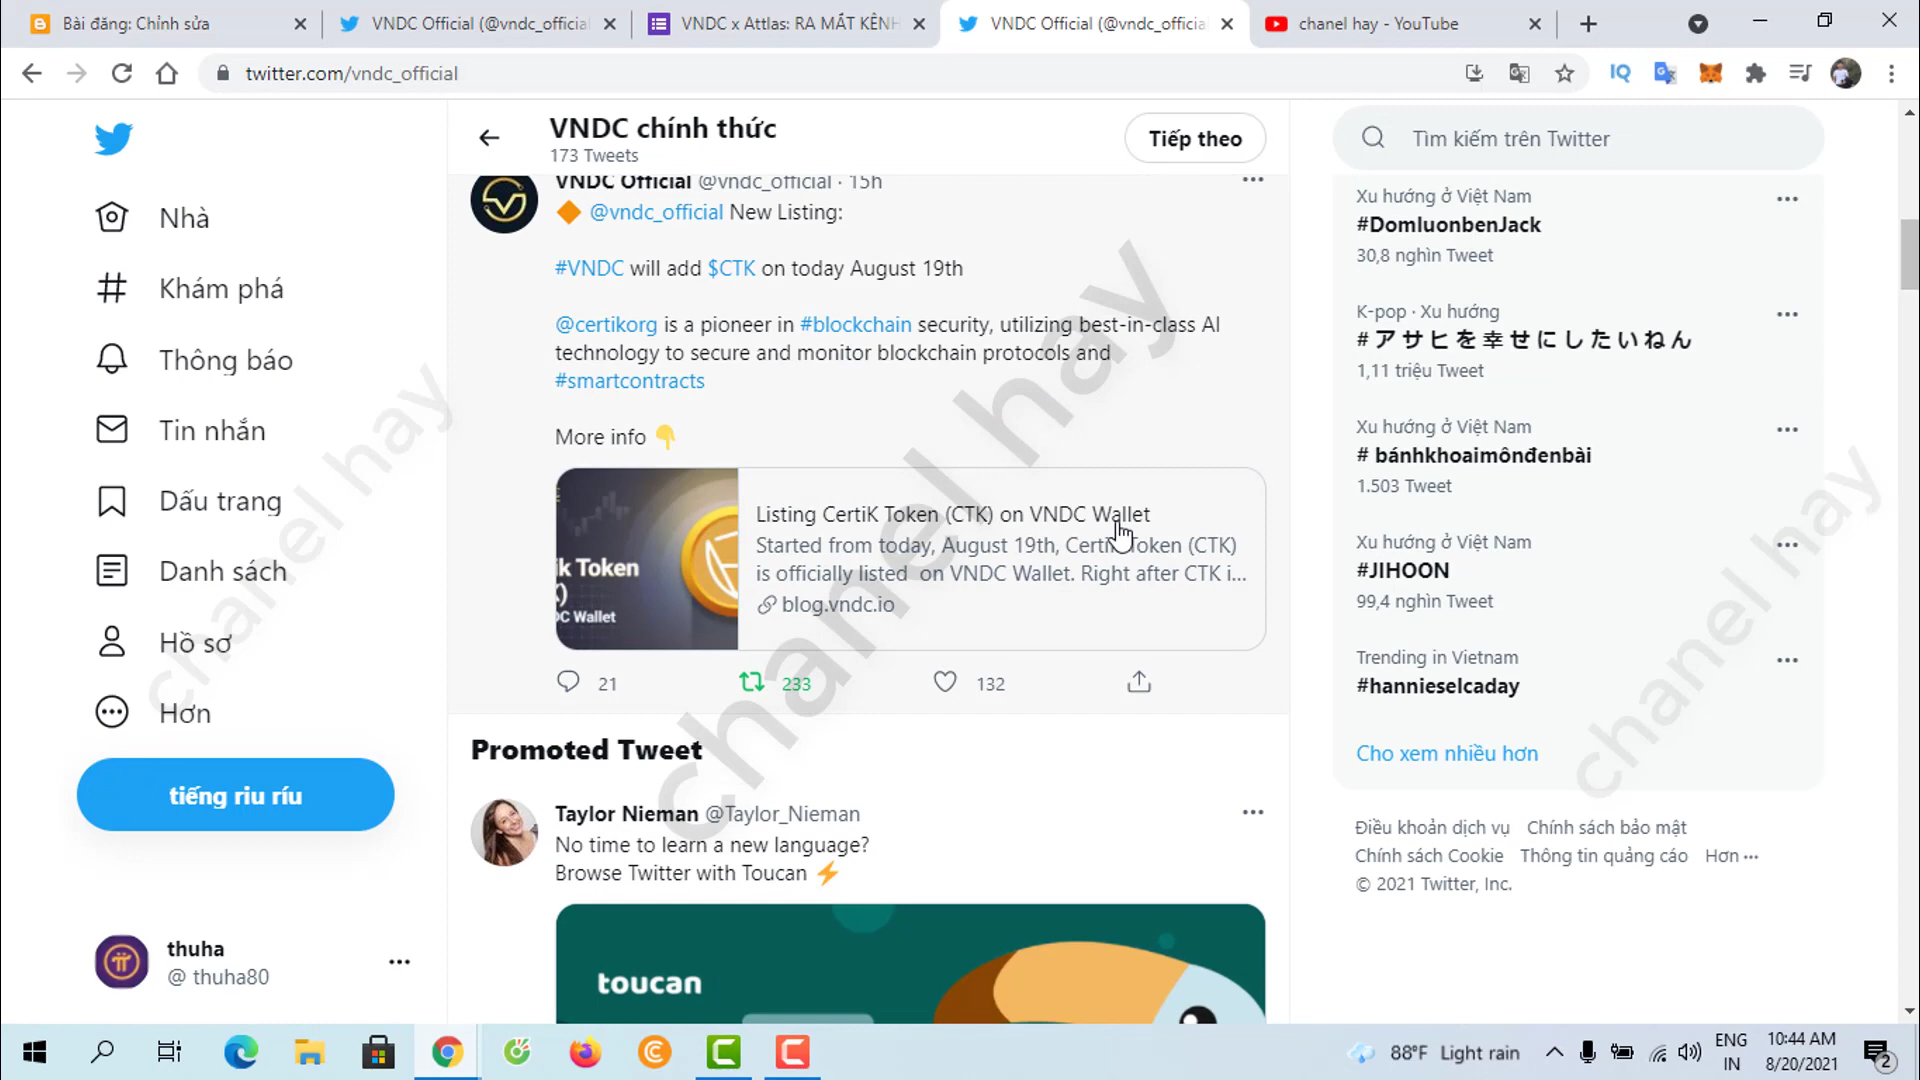 Bài đăng: Chỉnh sửa
VNDC Official (@vndc_official
VNDC x Attlas: RA MẮT KÊNH
VNDC Official (@vndc_official
chanel hay - YouTube
twitter.com/vndc_official
Nhà
Khám phá
Thông báo
Tin nhắn
Dấu trang
Danh sách
Hồ sơ
Hơn
tiếng riu ríu
thuha
@ thuha80
VNDC chính thức
173 Tweets
Tiếp theo
VNDC Official @vndc_official · 15h
🔶 @vndc_official New Listing:
#VNDC will add $CTK on today August 19th
@certikorg is a pioneer in #blockchain security, utilizing best-in-class AI
technology to secure and monitor blockchain protocols and
#smartcontracts
More info 👇
k Token
)
C Wallet
Listing CertiK Token (CTK) on VNDC Wallet
Started from today, August 19th, CertiK Token (CTK)
is officially listed on VNDC Wallet. Right after CTK i...
blog.vndc.io
21
233
132
Promoted Tweet
Taylor Nieman @Taylor_Nieman
No time to learn a new language?
Browse Twitter with Toucan ⚡
toucan
Tìm kiếm trên Twitter
Xu hướng ở Việt Nam
#DomluonbenJack
30,8 nghìn Tweet
K-pop · Xu hướng
# アサヒを幸せにしたいねん
1,11 triệu Tweet
Xu hướng ở Việt Nam
# bánhkhoaimônđenbài
1.503 Tweet
Xu hướng ở Việt Nam
#JIHOON
99,4 nghìn Tweet
Trending in Vietnam
#hannieselcaday
Cho xem nhiều hơn
Điều khoản dịch vụ Chính sách bảo mật
Chính sách Cookie Thông tin quảng cáo Hơn ···
© 2021 Twitter, Inc.
chanel hay
chanel hay
chanel hay
88°F Light rain
ENG
IN
10:44 AM
8/20/2021
2